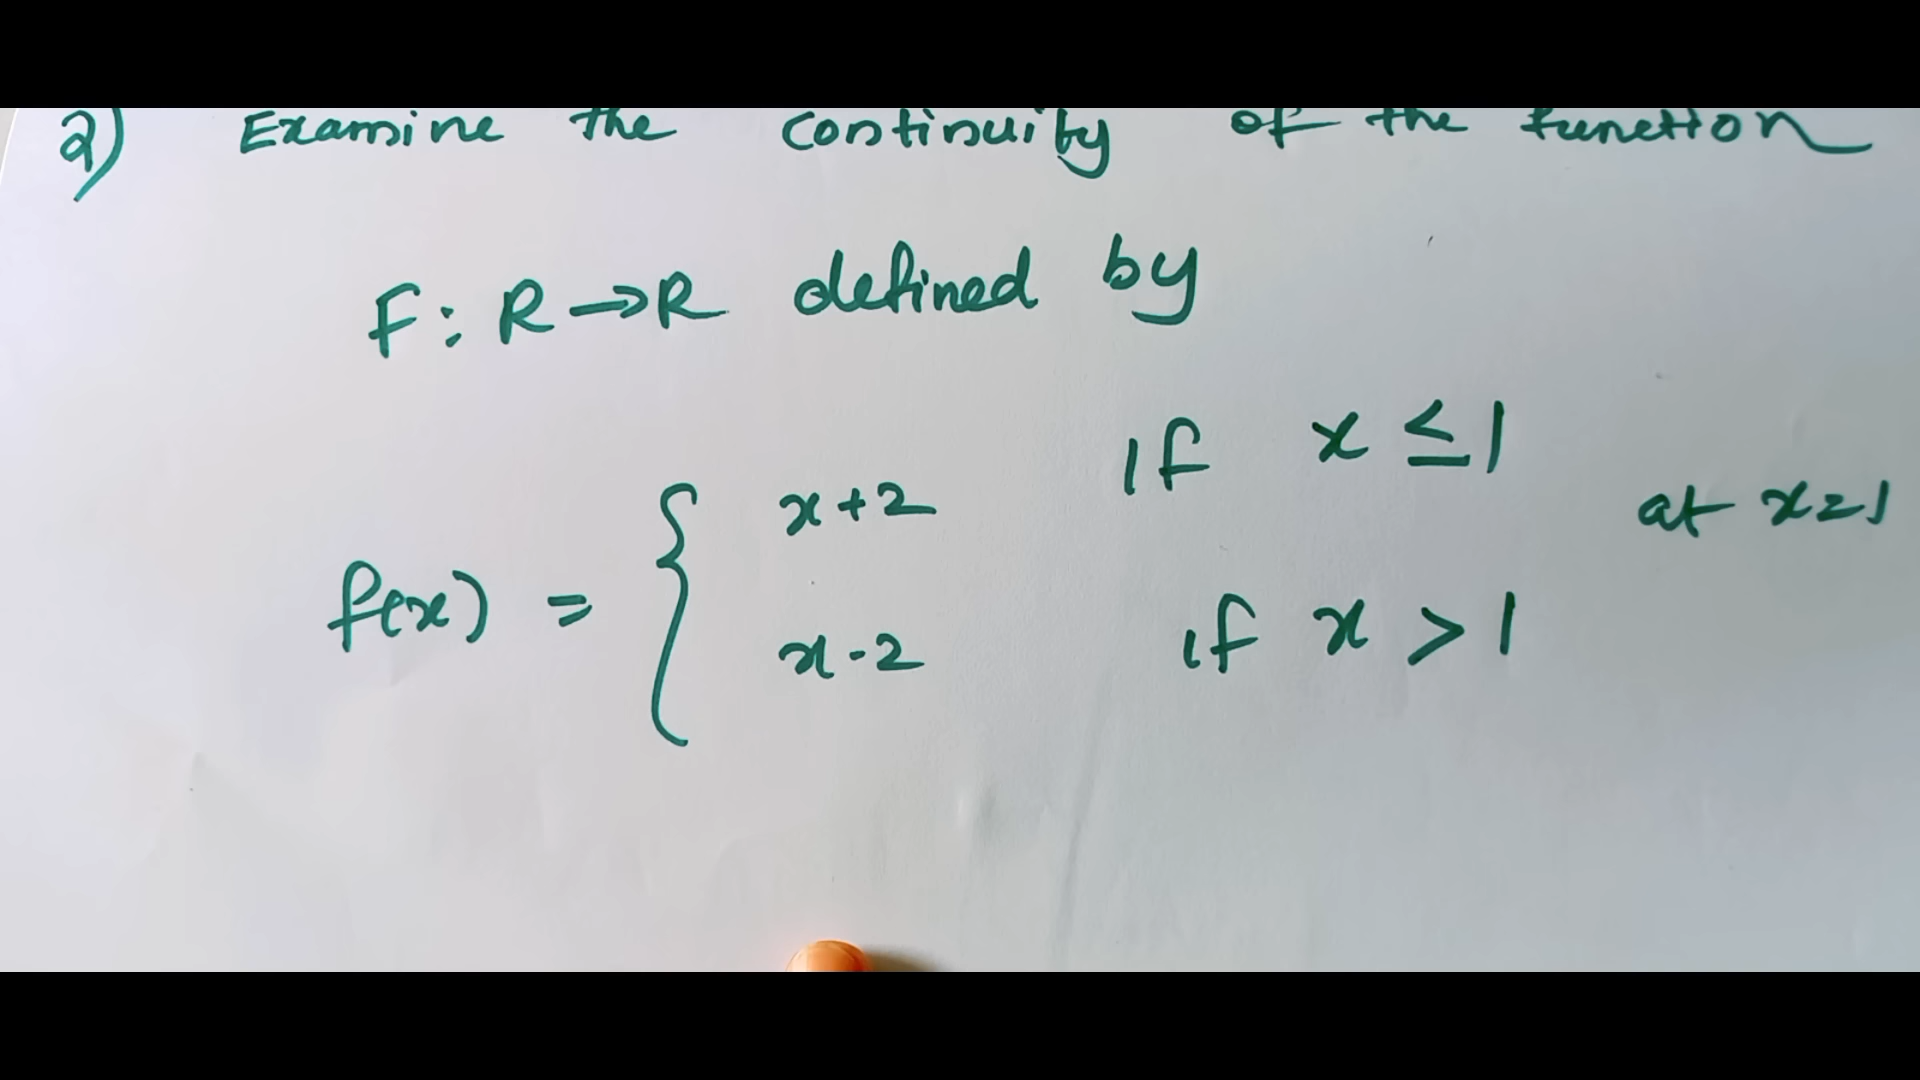 2) Examine the continuity of the function
F : R → R defined by
f(x) = { x+2 if x ≤ 1
x-2 if x > 1
at x=1